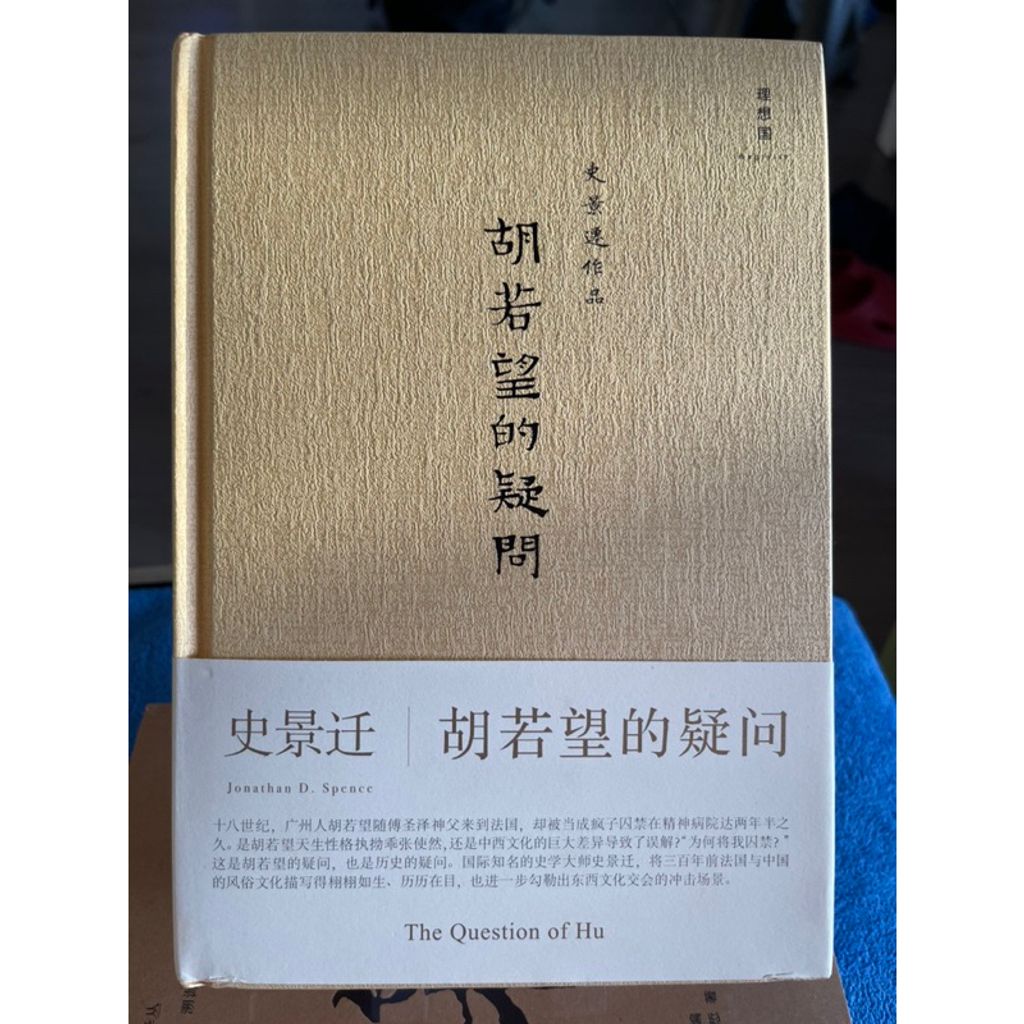 理想国
史景遷作品
胡若望的疑問
史景迁 胡若望的疑问
Jonathan D. Spence
十八世纪，广州人胡若望随傅圣泽神父来到法国，却被当成疯子囚禁在精神病院达两年半之
久。是胡若望天生性格执拗乖张使然，还是中西文化的巨大差异导致了误解？“为何将我囚禁？”
这是胡若望的疑问，也是历史的疑问。国际知名的史学大师史景迁，将三百年前法国与中国
的风俗文化描写得栩栩如生、历历在目，也进一步勾勒出东西文化交会的冲击场景。
The Question of Hu